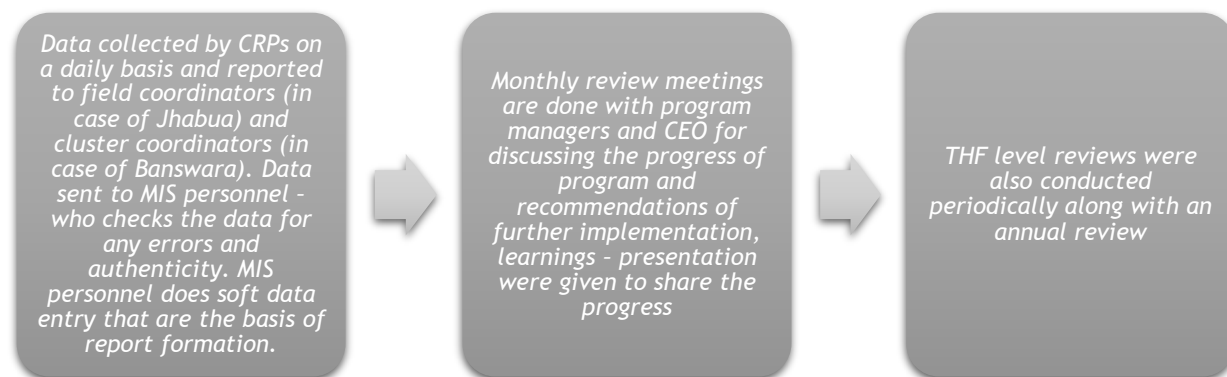 Data collected by CRPs on
a daily basis and reported
to field coordinators (in
case of Jhabua) and
cluster coordinators (in
case of Banswara). Data
sent to MIS personnel –
who checks the data for
any errors and
authenticity. MIS
personnel does soft data
entry that are the basis of
report formation.
Monthly review meetings
are done with program
managers and CEO for
discussing the progress of
program and
recommendations of
further implementation,
learnings – presentation
were given to share the
progress
THF level reviews were
also conducted
periodically along with an
annual review